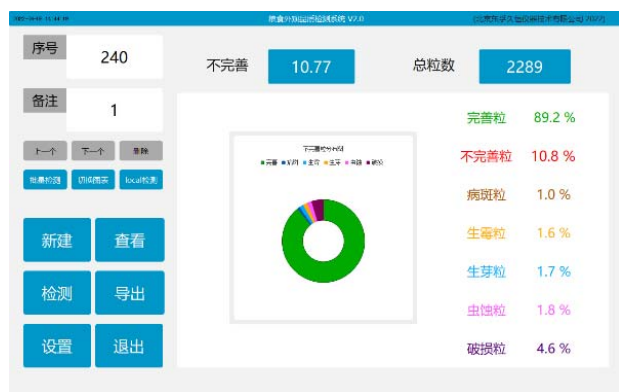 粮食外观品质检测系统 V2.0
序号
240
不完善
10.77
总粒数
2289
备注
1
上一个
下一个
删除
批量检测
切换图表
local检测
完善粒 89.2 %
不完善粒 10.8 %
病斑粒 1.0 %
生霉粒 1.6 %
生芽粒 1.7 %
虫蚀粒 1.8 %
破损粒 4.6 %
新建
查看
检测
导出
设置
退出